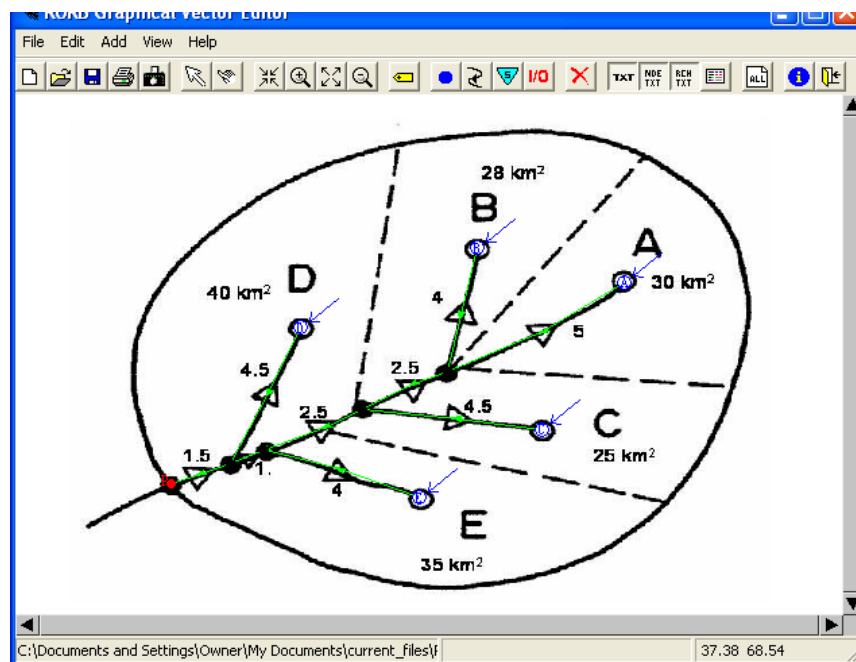 RORB Graphical Vector Editor
File Edit Add View Help
S I/O TXT NDE TXT RCH TXT ALL i
28 km²
B
A
30 km²
D
40 km²
4
5
4.5
2.5
2.5
4.5
C
25 km²
1.5
1.
4
E
35 km²
A
C:\Documents and Settings\Owner\My Documents\current_files\F
37.38 68.54